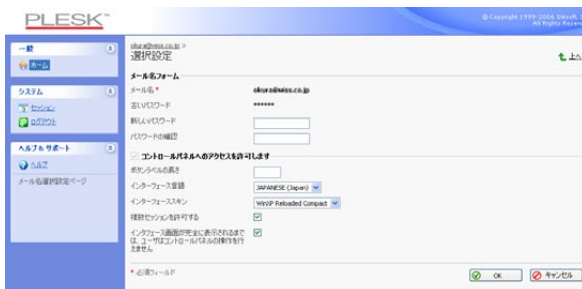 PLESK™
© Copyright 1999-2006 SWsoft, I
All Rights Reserv
一般
ホーム
システム
セッション
ログアウト
ヘルプ & サポート
ヘルプ
メール名選択設定ページ
okura@wiss.co.jp >
選択設定
上へ
メール名フォーム
メール名 * okura@wiss.co.jp
古いパスワード ******
新しいパスワード
パスワードの確認
コントロールパネルへのアクセスを許可します
ボタンラベルの長さ
インターフェース言語 JAPANESE (Japan)
インターフェーススキン WinXP Reloaded Compact
複数セッションを許可する
インタフェース画面が完全に表示されるまで
は、ユーザはコントロールパネルの操作を行
えません
* 必須フィールド
OK キャンセル